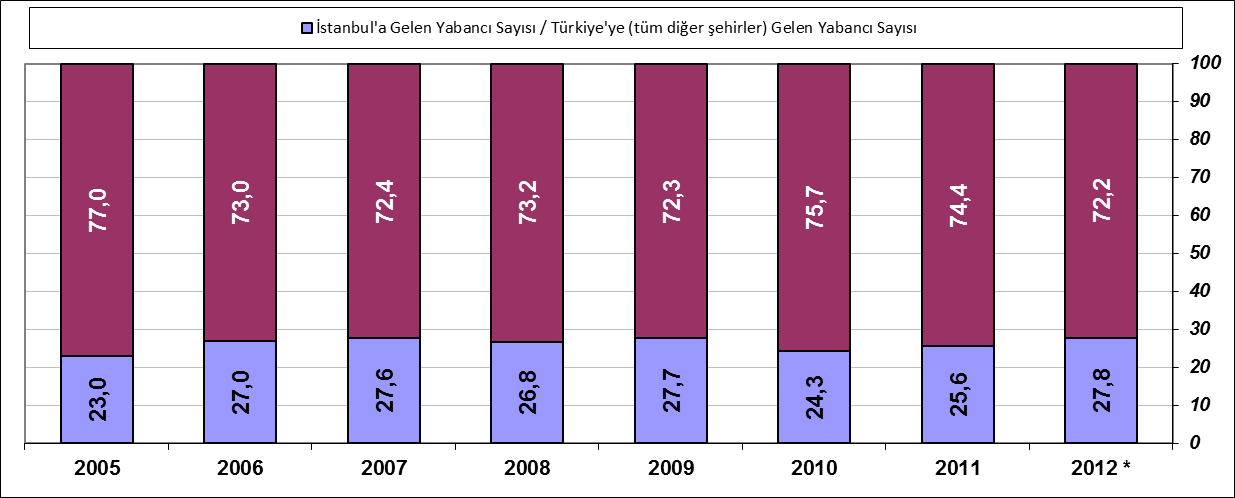 İstanbul'a Gelen Yabancı Sayısı / Türkiye'ye (tüm diğer şehirler) Gelen Yabancı Sayısı
100
90
80
70
60
50
40
30
20
10
0
77,0 73,0 72,4 73,2 72,3 75,7 74,4 72,2
23,0 27,0 27,6 26,8 27,7 24,3 25,6 27,8
2005 2006 2007 2008 2009 2010 2011 2012 *